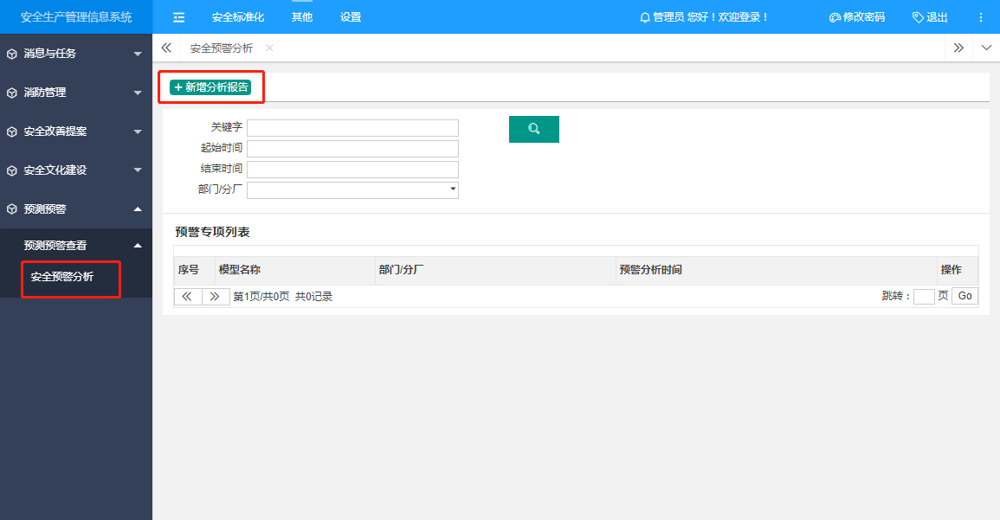 安全生产管理信息系统
安全标准化 其他 设置 管理员 您好！欢迎登录！ 修改密码 退出
消息与任务
消防管理
安全改善提案
安全文化建设
预测预警
预测预警查看
安全预警分析
安全预警分析
新增分析报告
关键字
起始时间
结束时间
部门/分厂
预警专项列表
序号 模型名称 部门/分厂 预警分析时间 操作
第1页/共0页 共0记录 跳转： 页 Go